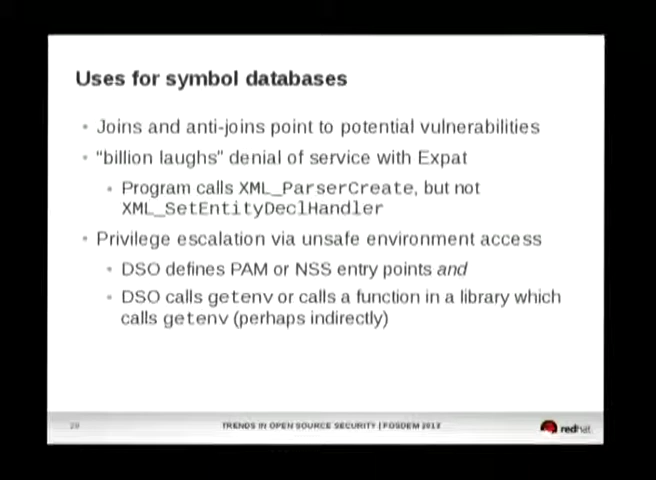 Uses for symbol databases
Joins and anti-joins point to potential vulnerabilities
"billion laughs" denial of service with Expat
Program calls XML_ParserCreate, but not
XML_SetEntityDeclHandler
Privilege escalation via unsafe environment access
DSO defines PAM or NSS entry points and
DSO calls getenv or calls a function in a library which
calls getenv (perhaps indirectly)
TRENDS IN OPEN SOURCE SECURITY | FOSDEM
redhat.